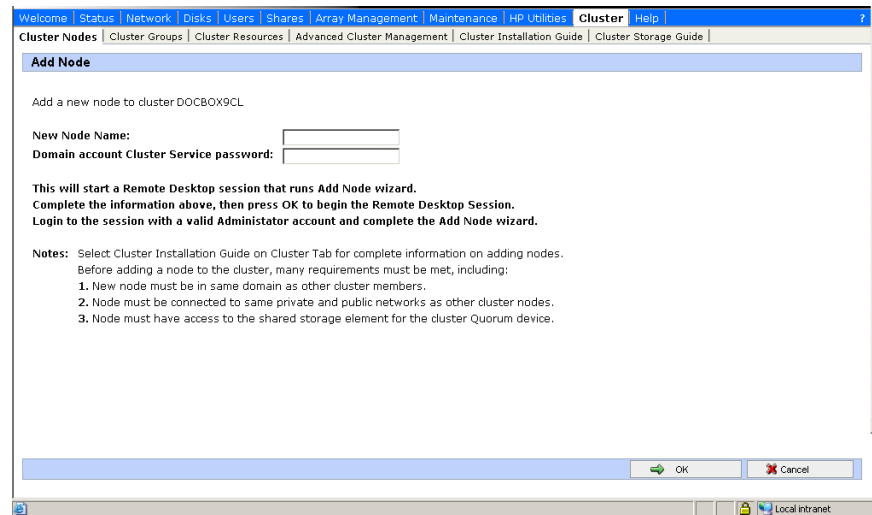 Welcome | Status | Network | Disks | Users | Shares | Array Management | Maintenance | HP Utilities | Cluster | Help | ?
Cluster Nodes | Cluster Groups | Cluster Resources | Advanced Cluster Management | Cluster Installation Guide | Cluster Storage Guide |
Add Node
Add a new node to cluster DOCBOX9CL
New Node Name:
Domain account Cluster Service password:
This will start a Remote Desktop session that runs Add Node wizard.
Complete the information above, then press OK to begin the Remote Desktop Session.
Login to the session with a valid Administator account and complete the Add Node wizard.
Notes: Select Cluster Installation Guide on Cluster Tab for complete information on adding nodes.
Before adding a node to the cluster, many requirements must be met, including:
1. New node must be in same domain as other cluster members.
2. Node must be connected to same private and public networks as other cluster nodes.
3. Node must have access to the shared storage element for the cluster Quorum device.
OK Cancel
Local intranet